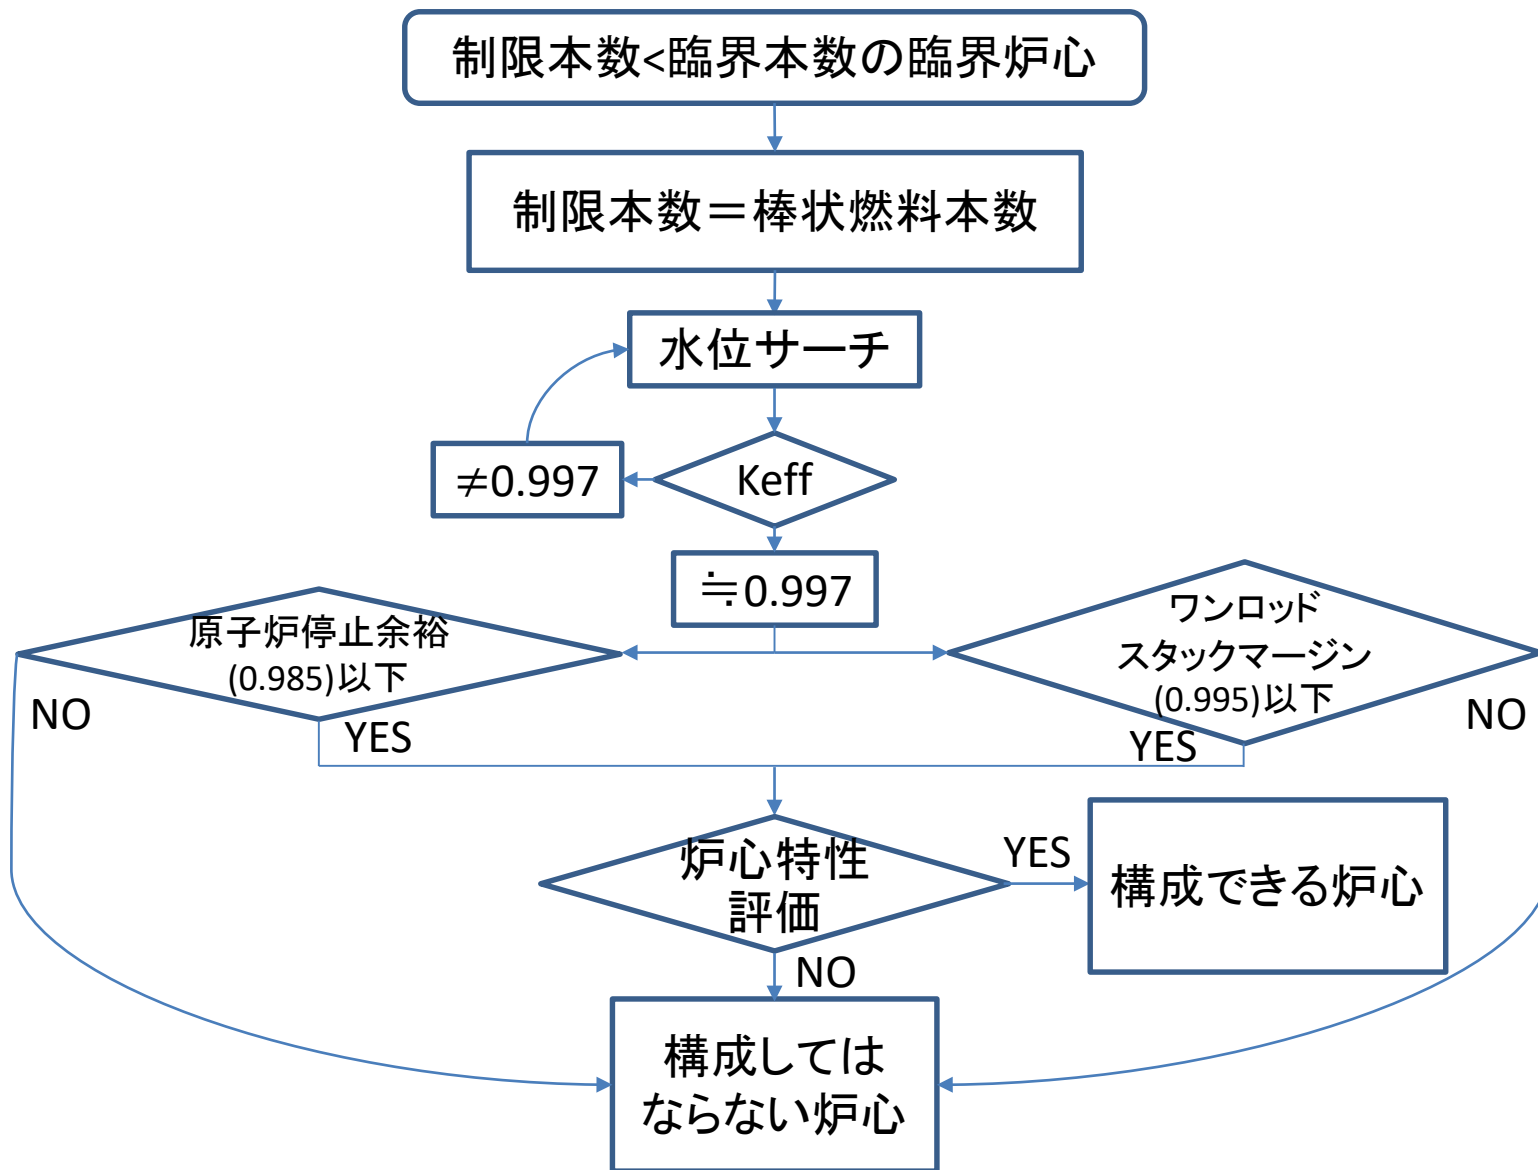 制限本数<臨界本数の臨界炉心
制限本数＝棒状燃料本数
水位サーチ
≠0.997
Keff
≒0.997
原子炉停止余裕
(0.985)以下
ワンロッド
スタックマージン
(0.995)以下
NO
YES
YES
NO
炉心特性
評価
YES
構成できる炉心
NO
構成しては
ならない炉心